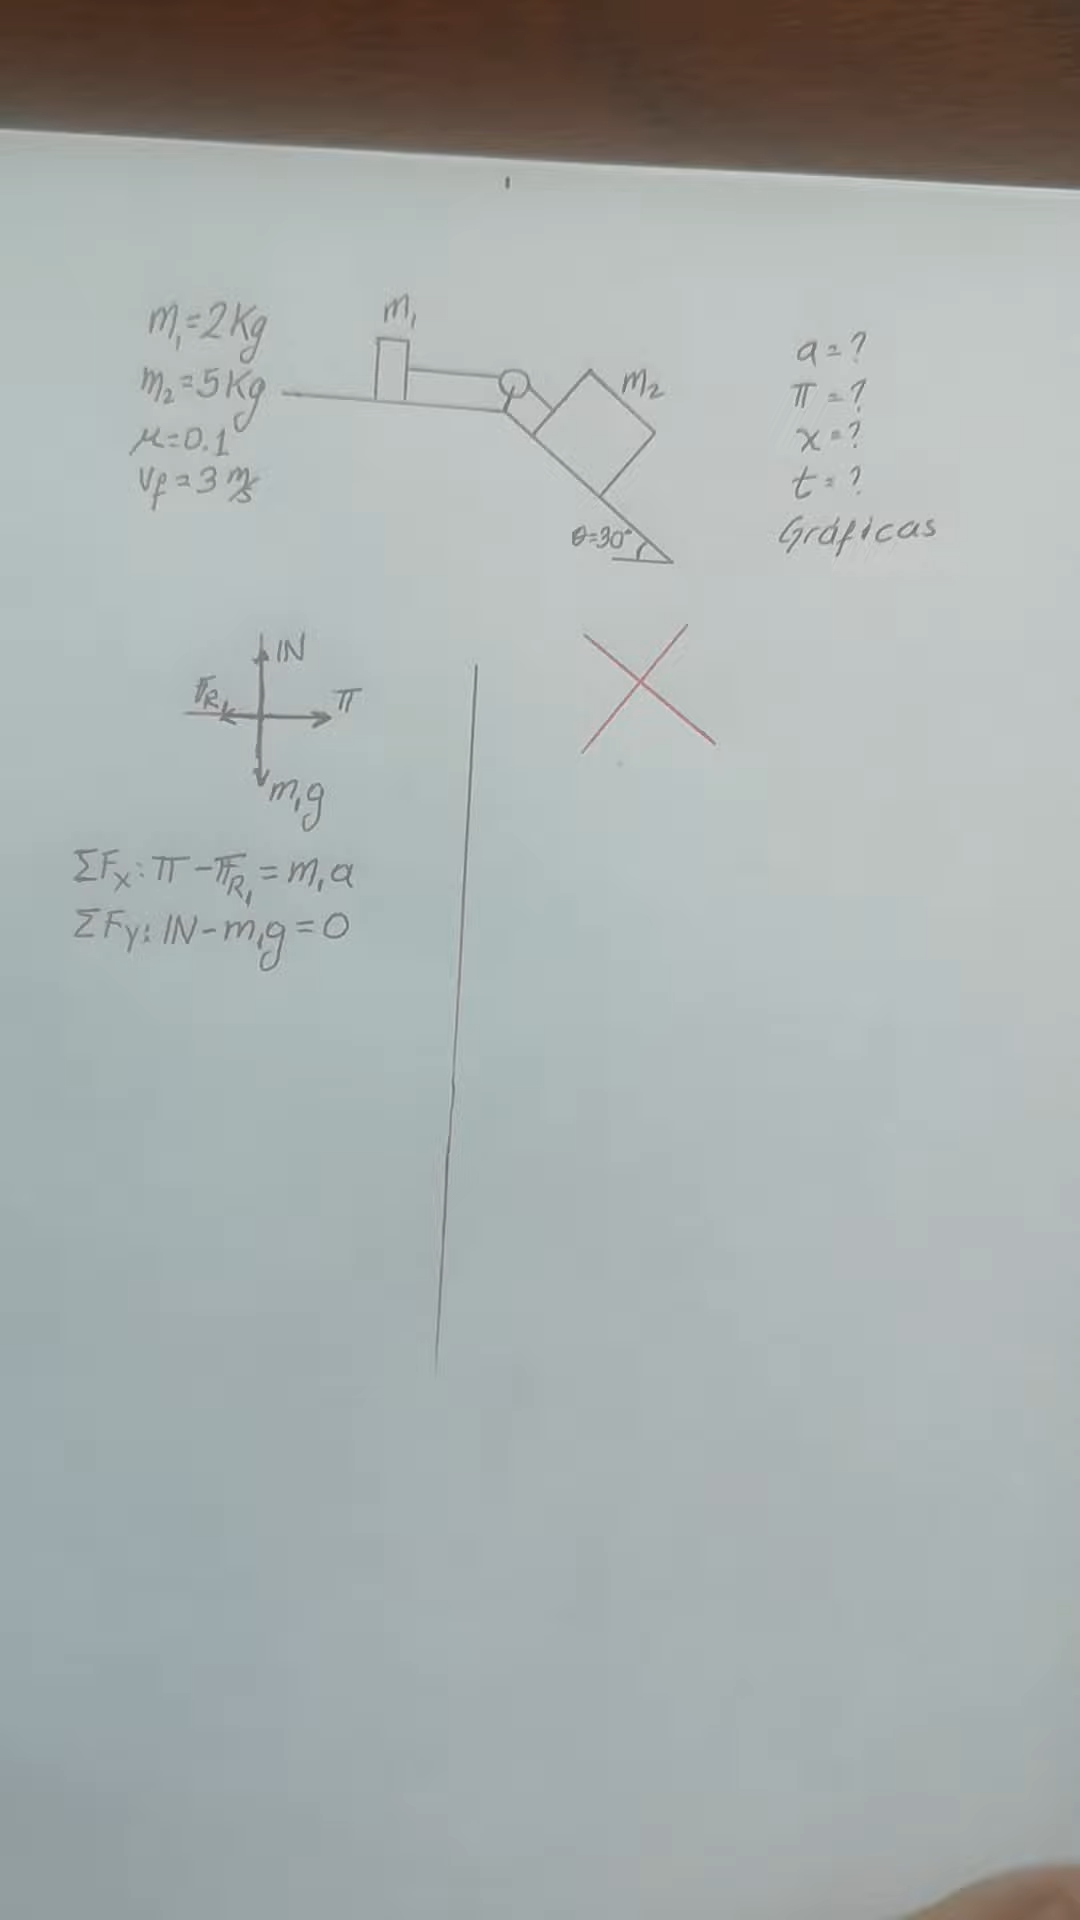 m₁=2Kg
m₂=5Kg
μ=0.1
Vf=3 m/s
m₁
m₂
θ=30°
a=?
T=?
x=?
t=?
Gráficas
N
FR₁
T
m₁g
ΣFx: T-FR₁=m₁a
ΣFy: N-m₁g=0